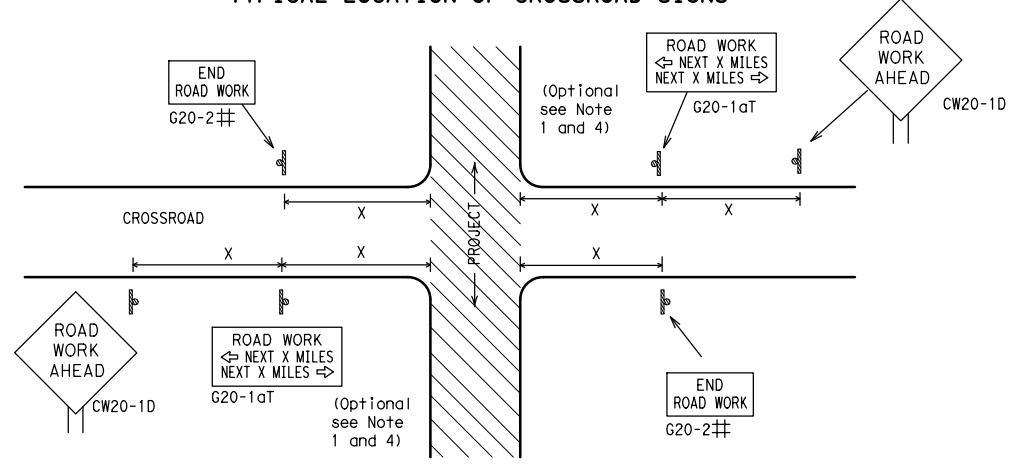 TYPICAL LOCATION OF CROSSROAD SIGNS
END
ROAD WORK
G20-2#
ROAD WORK
⇦ NEXT X MILES
NEXT X MILES ⇨
G20-1aT
(Optional
see Note
1 and 4)
ROAD
WORK
AHEAD
CW20-1D
X
X
X
CROSSROAD
PROJECT
X
X
X
ROAD
WORK
AHEAD
CW20-1D
ROAD WORK
⇦ NEXT X MILES
NEXT X MILES ⇨
G20-1aT
(Optional
see Note
1 and 4)
END
ROAD WORK
G20-2#